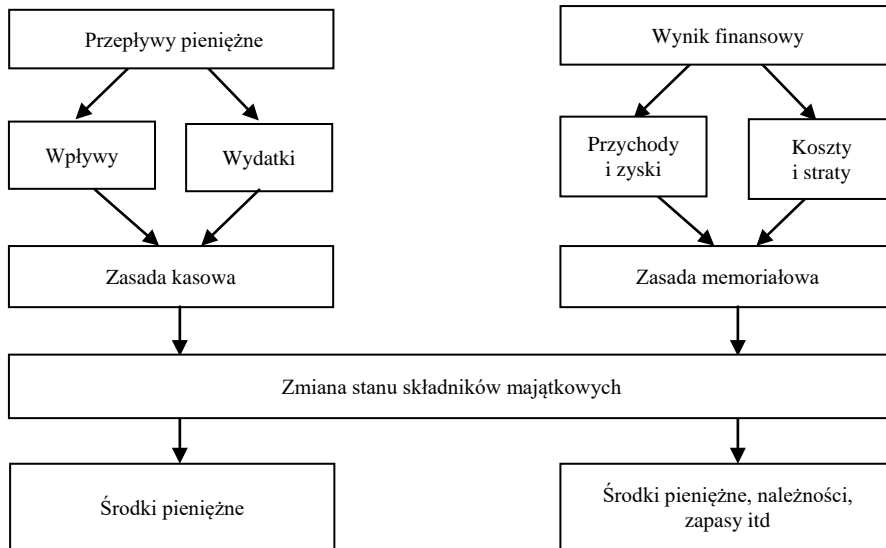 Przepływy pieniężne
Wynik finansowy
Wpływy
Wydatki
Przychody
i zyski
Koszty
i straty
Zasada kasowa
Zasada memoriałowa
Zmiana stanu składników majątkowych
Środki pieniężne
Środki pieniężne, należności,
zapasy itd